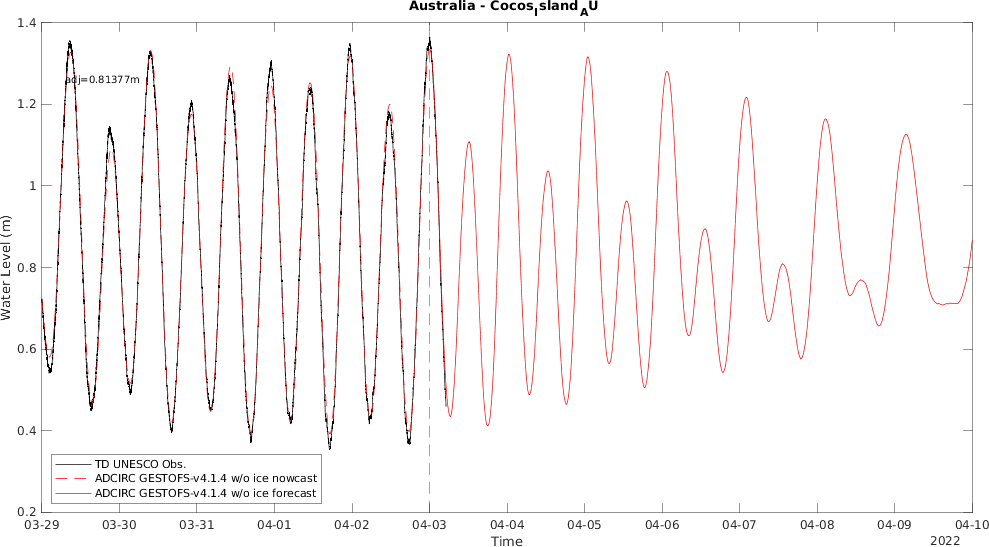 Australia - Cocos_Island_AU
1.4
adj=0.81377m
1.2
1
0.8
0.6
0.4
0.2
Water Level (m)
TD UNESCO Obs.
ADCIRC GESTOFS-v4.1.4 w/o ice nowcast
ADCIRC GESTOFS-v4.1.4 w/o ice forecast
03-29 03-30 03-31 04-01 04-02 04-03 04-04 04-05 04-06 04-07 04-08 04-09 04-10
Time
2022